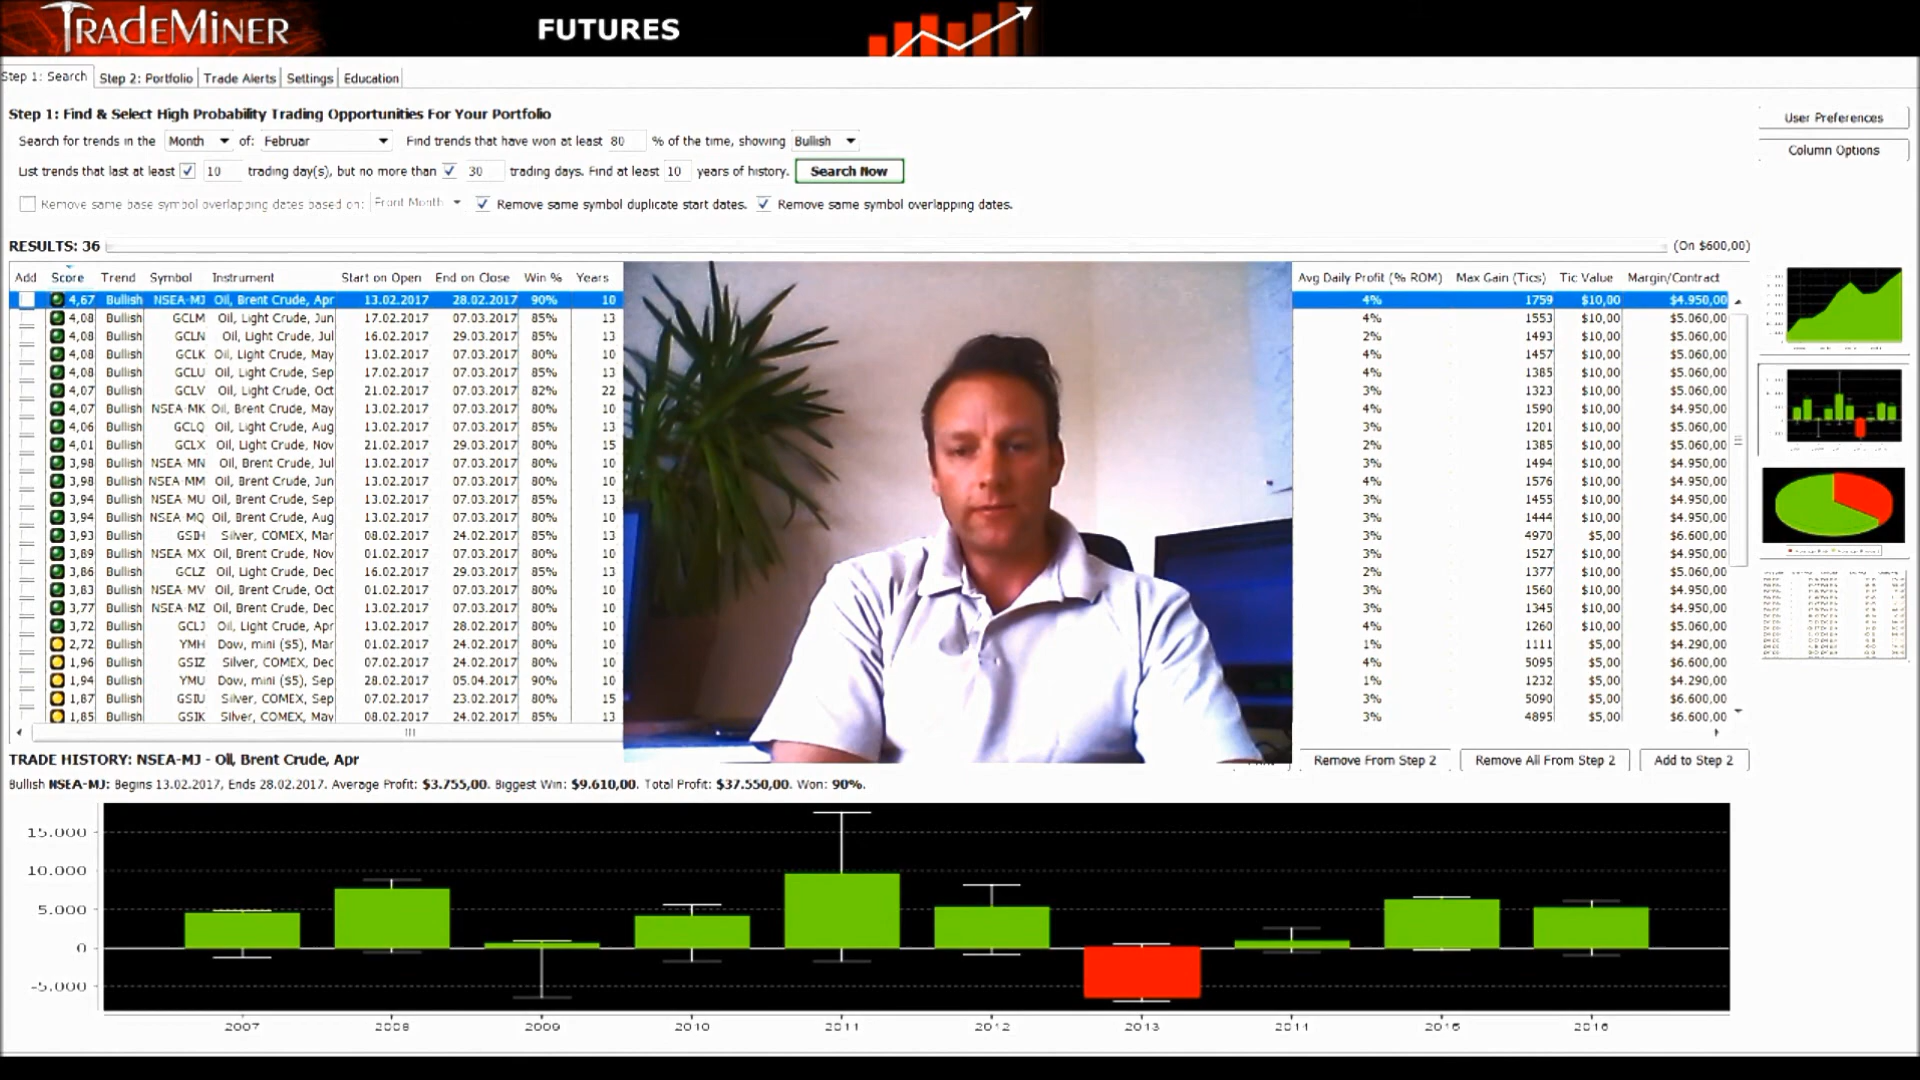 TRADEMINER
FUTURES
Step 1: Search Step 2: Portfolio Trade Alerts Settings Education
Step 1: Find & Select High Probability Trading Opportunities For Your Portfolio
User Preferences
Search for trends in the Month of: Februar Find trends that have won at least 80 % of the time, showing Bullish
Column Options
List trends that last at least 10 trading day(s), but no more than 30 trading days. Find at least 10 years of history. Search Now
Remove same base symbol overlapping dates based on: Front Month Remove same symbol duplicate start dates. Remove same symbol overlapping dates.
RESULTS: 36 (On $600,00)
Add Score Trend Symbol Instrument Start on Open End on Close Win % Years Avg Daily Profit (% ROM) Max Gain (Tics) Tic Value Margin/Contract
4,67 Bullish NSEA-MJ Oil, Brent Crude, Apr 13.02.2017 28.02.2017 90% 10 4% 1759 $10,00 $4.950,00
4,08 Bullish GCLM Oil, Light Crude, Jun 17.02.2017 07.03.2017 85% 13 4% 1553 $10,00 $5.060,00
4,08 Bullish GCLN Oil, Light Crude, Jul 16.02.2017 29.03.2017 85% 13 2% 1493 $10,00 $5.060,00
4,08 Bullish GCLK Oil, Light Crude, May 13.02.2017 07.03.2017 80% 10 4% 1457 $10,00 $5.060,00
4,08 Bullish GCLU Oil, Light Crude, Sep 17.02.2017 07.03.2017 85% 13 4% 1385 $10,00 $5.060,00
4,07 Bullish GCLV Oil, Light Crude, Oct 21.02.2017 07.03.2017 82% 22 3% 1323 $10,00 $5.060,00
4,07 Bullish NSEA-MK Oil, Brent Crude, May 13.02.2017 07.03.2017 80% 10 4% 1590 $10,00 $4.950,00
4,06 Bullish GCLQ Oil, Light Crude, Aug 13.02.2017 07.03.2017 80% 15 3% 1201 $10,00 $5.060,00
4,01 Bullish GCLX Oil, Light Crude, Nov 21.02.2017 29.03.2017 80% 15 2% 1385 $10,00 $5.060,00
3,98 Bullish NSEA-MN Oil, Brent Crude, Jul 13.02.2017 07.03.2017 80% 10 3% 1494 $10,00 $4.950,00
3,98 Bullish NSEA-MM Oil, Brent Crude, Jun 13.02.2017 07.03.2017 80% 10 4% 1576 $10,00 $4.950,00
3,94 Bullish NSEA-MU Oil, Brent Crude, Sep 13.02.2017 07.03.2017 85% 13 3% 1455 $10,00 $4.950,00
3,94 Bullish NSEA-MQ Oil, Brent Crude, Aug 13.02.2017 07.03.2017 80% 10 3% 1444 $10,00 $4.950,00
3,93 Bullish GSIH Silver, COMEX, Mar 08.02.2017 24.02.2017 85% 13 3% 4970 $5,00 $6.600,00
3,89 Bullish NSEA-MX Oil, Brent Crude, Nov 01.02.2017 07.03.2017 80% 10 3% 1527 $10,00 $4.950,00
3,86 Bullish GCLZ Oil, Light Crude, Dec 16.02.2017 29.03.2017 85% 13 2% 1377 $10,00 $5.060,00
3,83 Bullish NSEA-MV Oil, Brent Crude, Oct 01.02.2017 07.03.2017 80% 10 3% 1560 $10,00 $4.950,00
3,77 Bullish NSEA-MZ Oil, Brent Crude, Dec 13.02.2017 07.03.2017 80% 10 3% 1345 $10,00 $4.950,00
3,72 Bullish GCLJ Oil, Light Crude, Apr 13.02.2017 28.02.2017 80% 10 4% 1260 $10,00 $5.060,00
2,72 Bullish YMH Dow, mini ($5), Mar 01.02.2017 24.02.2017 80% 10 1% 1111 $5,00 $4.290,00
1,96 Bullish GSIZ Silver, COMEX, Dec 07.02.2017 24.02.2017 80% 10 4% 5095 $5,00 $6.600,00
1,94 Bullish YMU Dow, mini ($5), Sep 28.02.2017 05.04.2017 90% 10 1% 1232 $5,00 $4.290,00
1,87 Bullish GSIU Silver, COMEX, Sep 07.02.2017 23.02.2017 80% 15 3% 5090 $5,00 $6.600,00
1,85 Bullish GSIK Silver, COMEX, May 08.02.2017 24.02.2017 85% 13 3% 4895 $5,00 $6.600,00
TRADE HISTORY: NSEA-MJ - Oil, Brent Crude, Apr Remove From Step 2 Remove All From Step 2 Add to Step 2
Bullish NSEA-MJ: Begins 13.02.2017, Ends 28.02.2017. Average Profit: $3.755,00. Biggest Win: $9.610,00. Total Profit: $37.550,00. Won: 90%.
15.000
10.000
5.000
0
-5.000
2007 2008 2009 2010 2011 2012 2013 2014 2015 2016